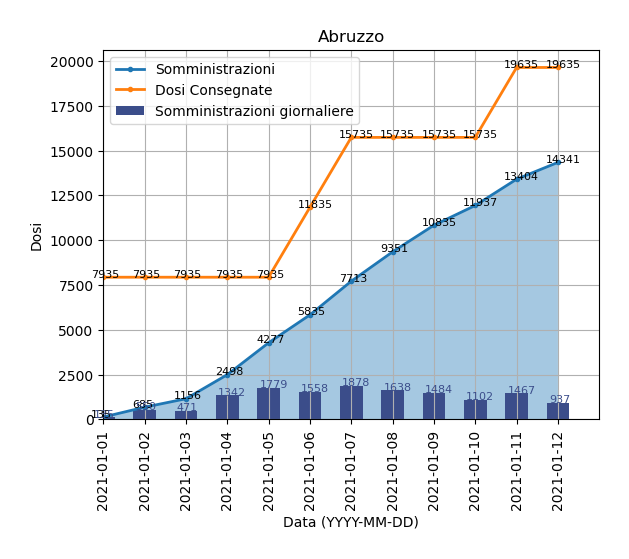 Abruzzo
Somministrazioni
Dosi Consegnate
Somministrazioni giornaliere
Dosi
20000
17500
15000
12500
10000
7500
5000
2500
0
7935 7935 7935 7935 7935 11835 15735 15735 15735 15735 19635 19635
135 685 1156 2498 4277 5835 7713 9351 10835 11937 13404 14341
471 1342 1779 1558 1878 1638 1484 1102 1467 937
2021-01-01
2021-01-02
2021-01-03
2021-01-04
2021-01-05
2021-01-06
2021-01-07
2021-01-08
2021-01-09
2021-01-10
2021-01-11
2021-01-12
Data (YYYY-MM-DD)